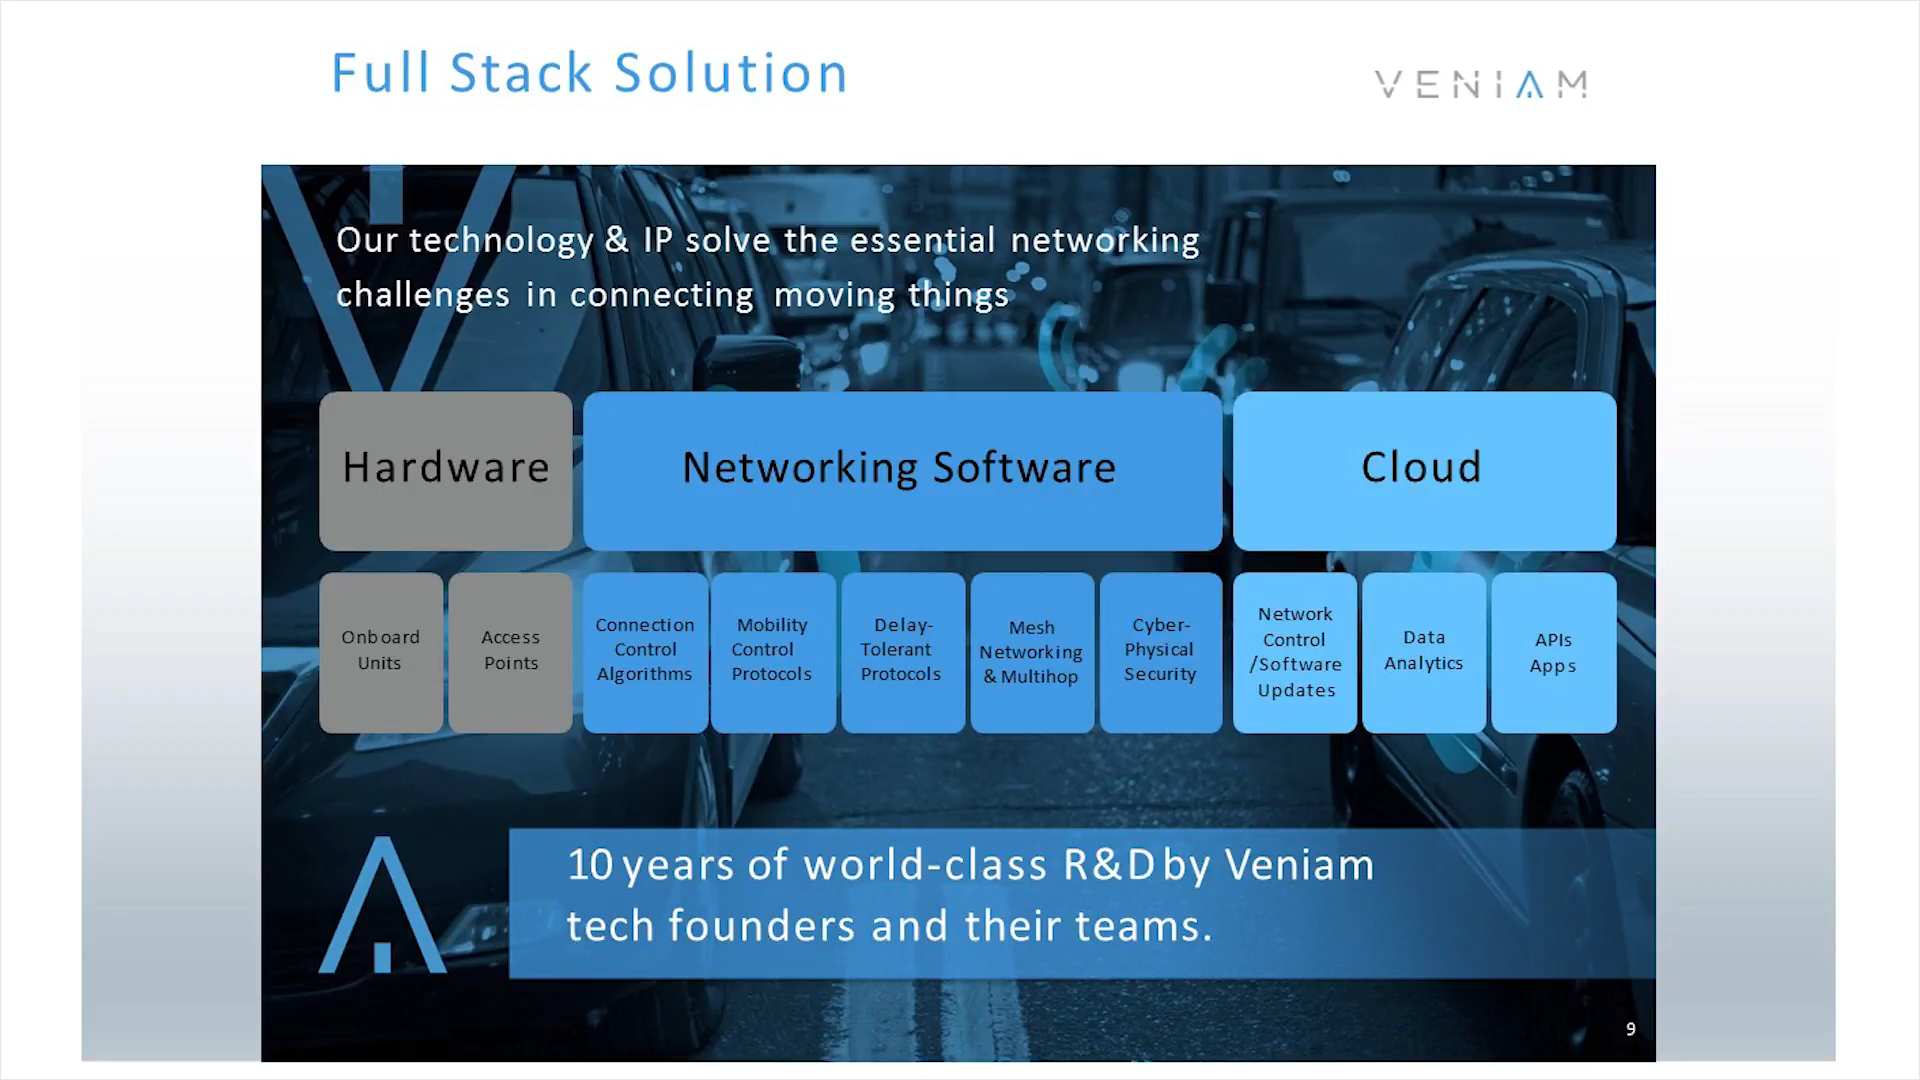 Full Stack Solution
VENIAM
Our technology & IP solve the essential networking
challenges in connecting moving things
Hardware
Networking Software
Cloud
Onboard
Units
Access
Points
Connection
Control
Algorithms
Mobility
Control
Protocols
Delay-
Tolerant
Protocols
Mesh
Networking
& Multihop
Cyber-
Physical
Security
Network
Control
/Software
Updates
Data
Analytics
APIs
Apps
10 years of world-class R&D by Veniam
tech founders and their teams.
9